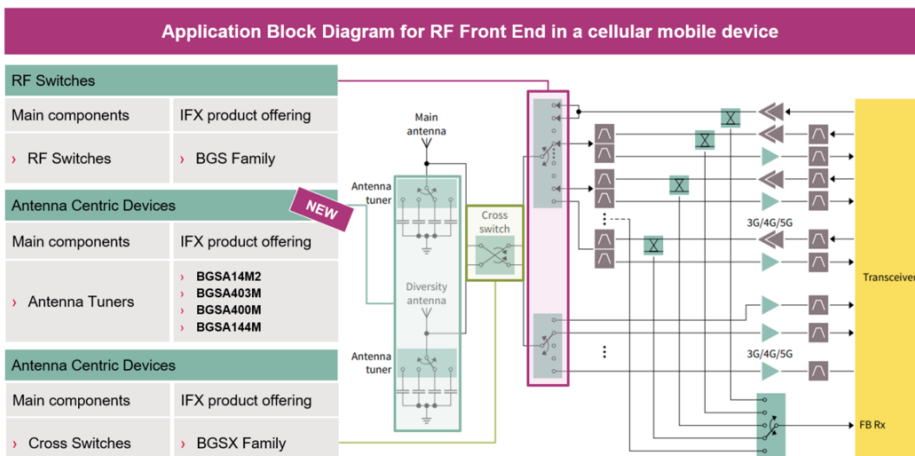 Application Block Diagram for RF Front End in a cellular mobile device
RF Switches
Main components
IFX product offering
› RF Switches
› BGS Family
Antenna Centric Devices
NEW
Main components
IFX product offering
› Antenna Tuners
› BGSA14M2
› BGSA403M
› BGSA400M
› BGSA144M
Antenna Centric Devices
Main components
IFX product offering
› Cross Switches
› BGSX Family
Main
antenna
Antenna
tuner
Cross
switch
Diversity
antenna
Antenna
tuner
3G/4G/5G
3G/4G/5G
Transceiver
FB Rx